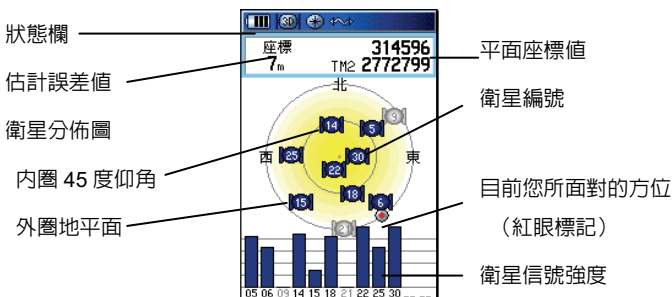 狀態欄
估計誤差值
衛星分佈圖
內圈 45 度仰角
外圈地平面
3D
座標 314596
7m TM2 2772799
北
3
14
5
西 25 30 東
22
18
15 6
平面座標值
衛星編號
目前您所面對的方位
（紅眼標記）
衛星信號強度
05 06 09 14 15 18 21 22 25 30